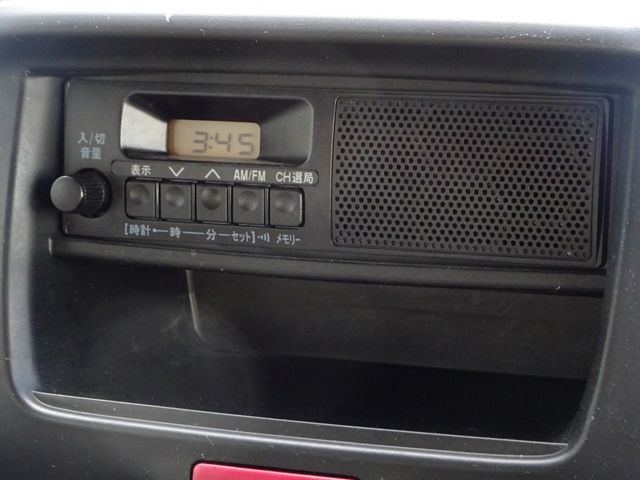 入/切
音量
3:45
表示 ∨ ∧ AM/FM CH選局
[時計•━時━━分━セット]•)) メモリー